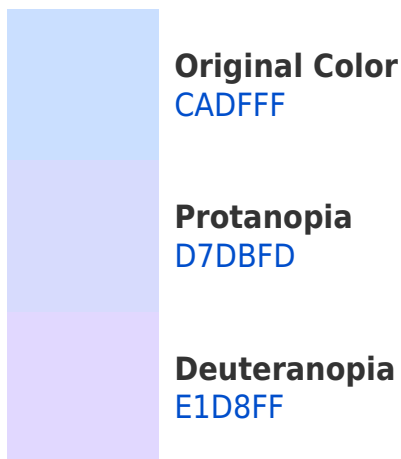 Original Color
CADFFF
Protanopia
D7DBFD
Deuteranopia
E1D8FF